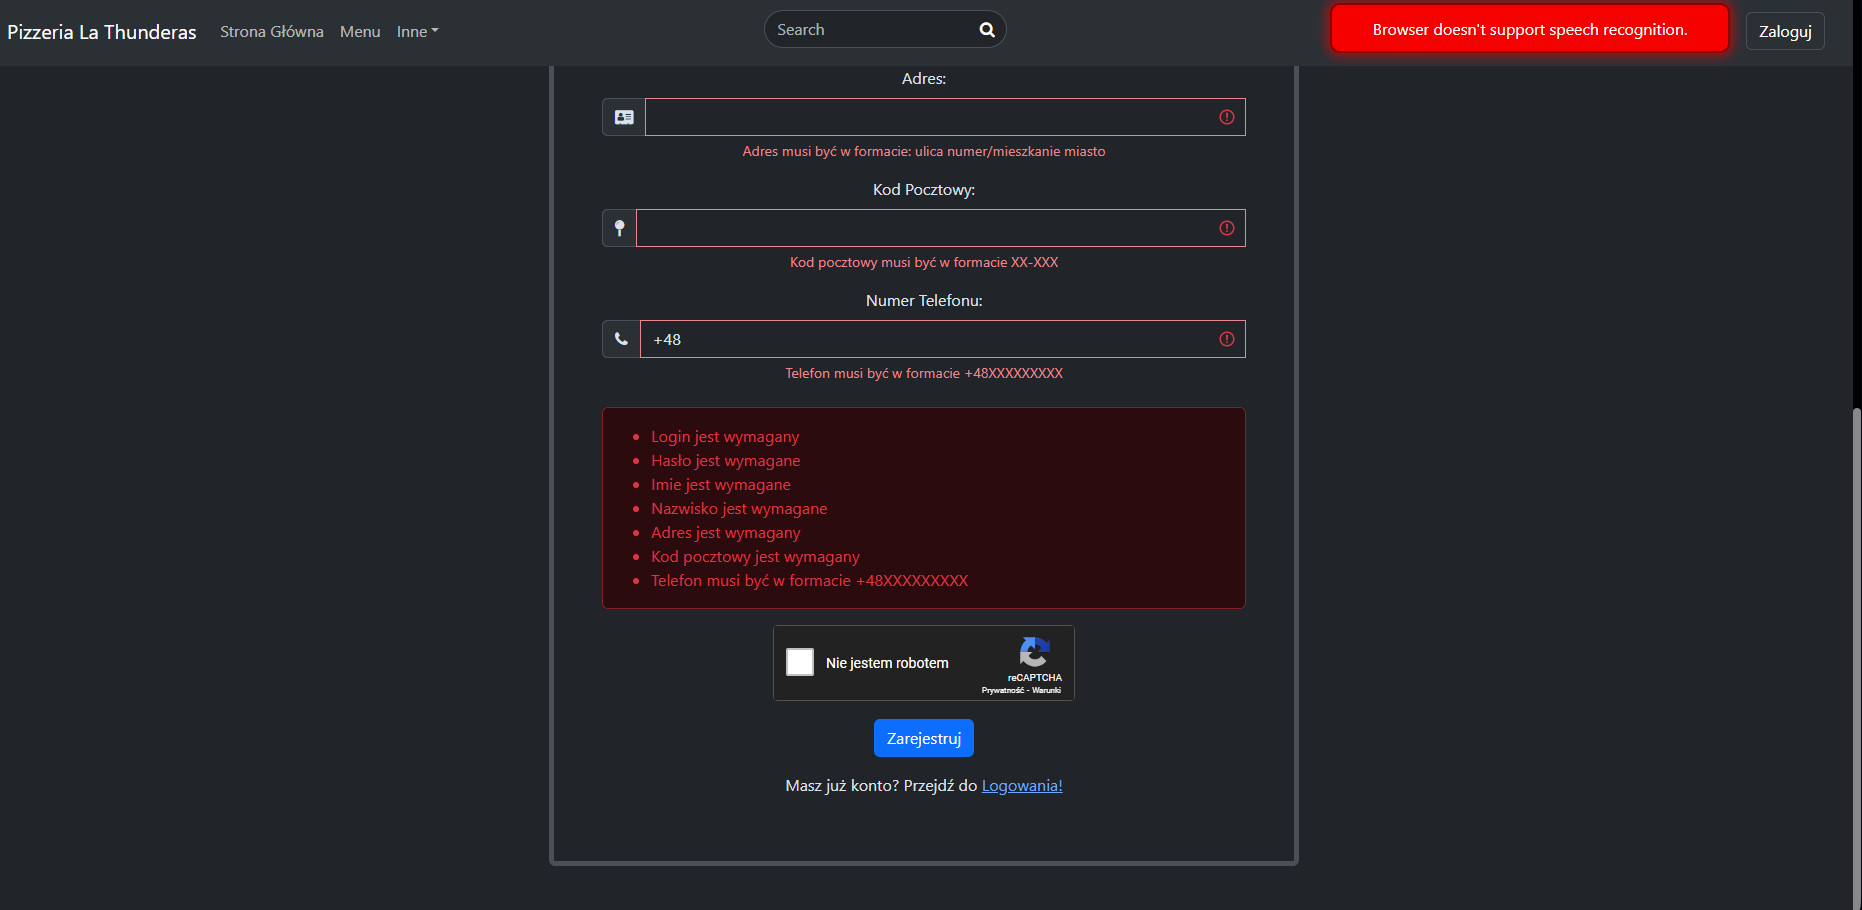 Pizzeria La Thunderas Strona Główna Menu Inne Search Browser doesn't support speech recognition. Zaloguj
Adres:
Adres musi być w formacie: ulica numer/mieszkanie miasto
Kod Pocztowy:
Kod pocztowy musi być w formacie XX-XXX
Numer Telefonu:
+48
Telefon musi być w formacie +48XXXXXXXXX
Login jest wymagany
Hasło jest wymagane
Imie jest wymagane
Nazwisko jest wymagane
Adres jest wymagany
Kod pocztowy jest wymagany
Telefon musi być w formacie +48XXXXXXXXX
Nie jestem robotem
reCAPTCHA
Prywatność - Warunki
Zarejestruj
Masz już konto? Przejdź do Logowania!